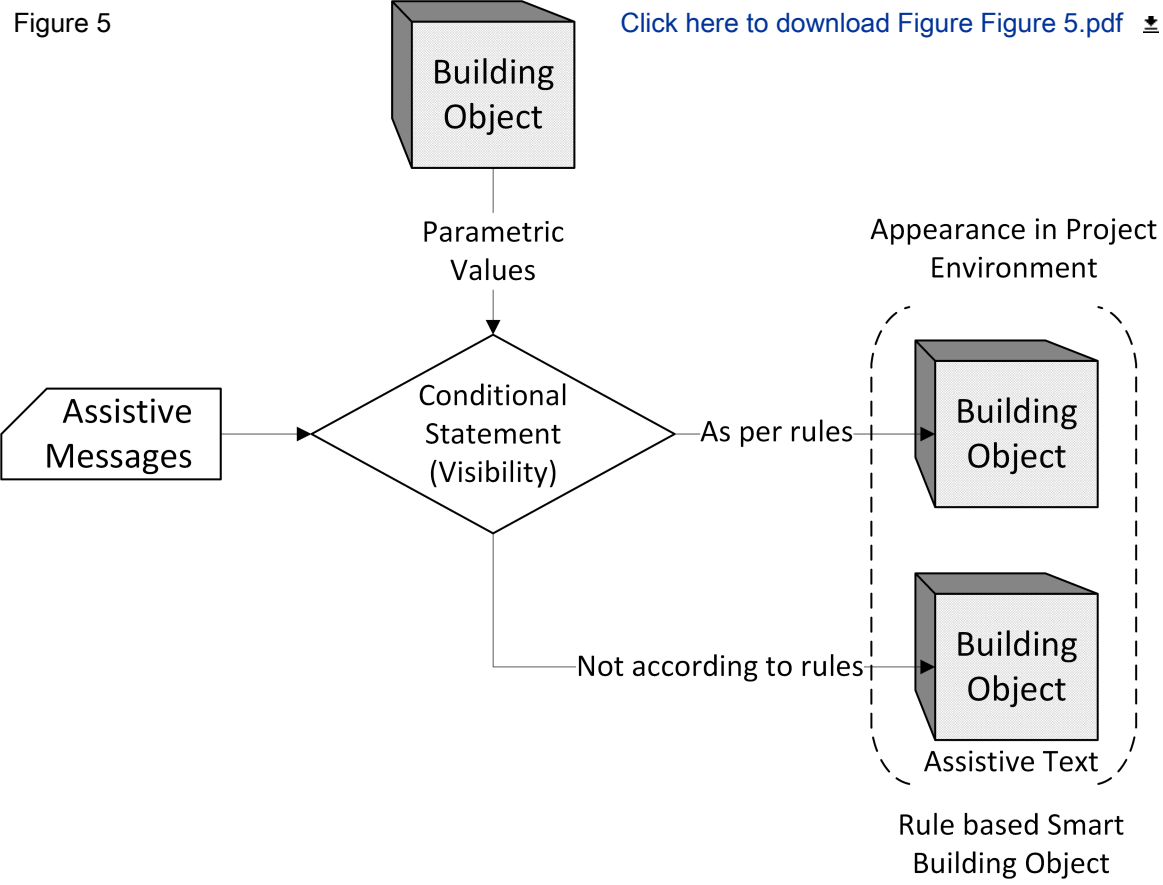 Figure 5
Click here to download Figure Figure 5.pdf
Building
Object
Parametric
Values
Appearance in Project
Environment
Assistive
Messages
Conditional
Statement
(Visibility)
As per rules
Building
Object
Not according to rules
Building
Object
Assistive Text
Rule based Smart
Building Object